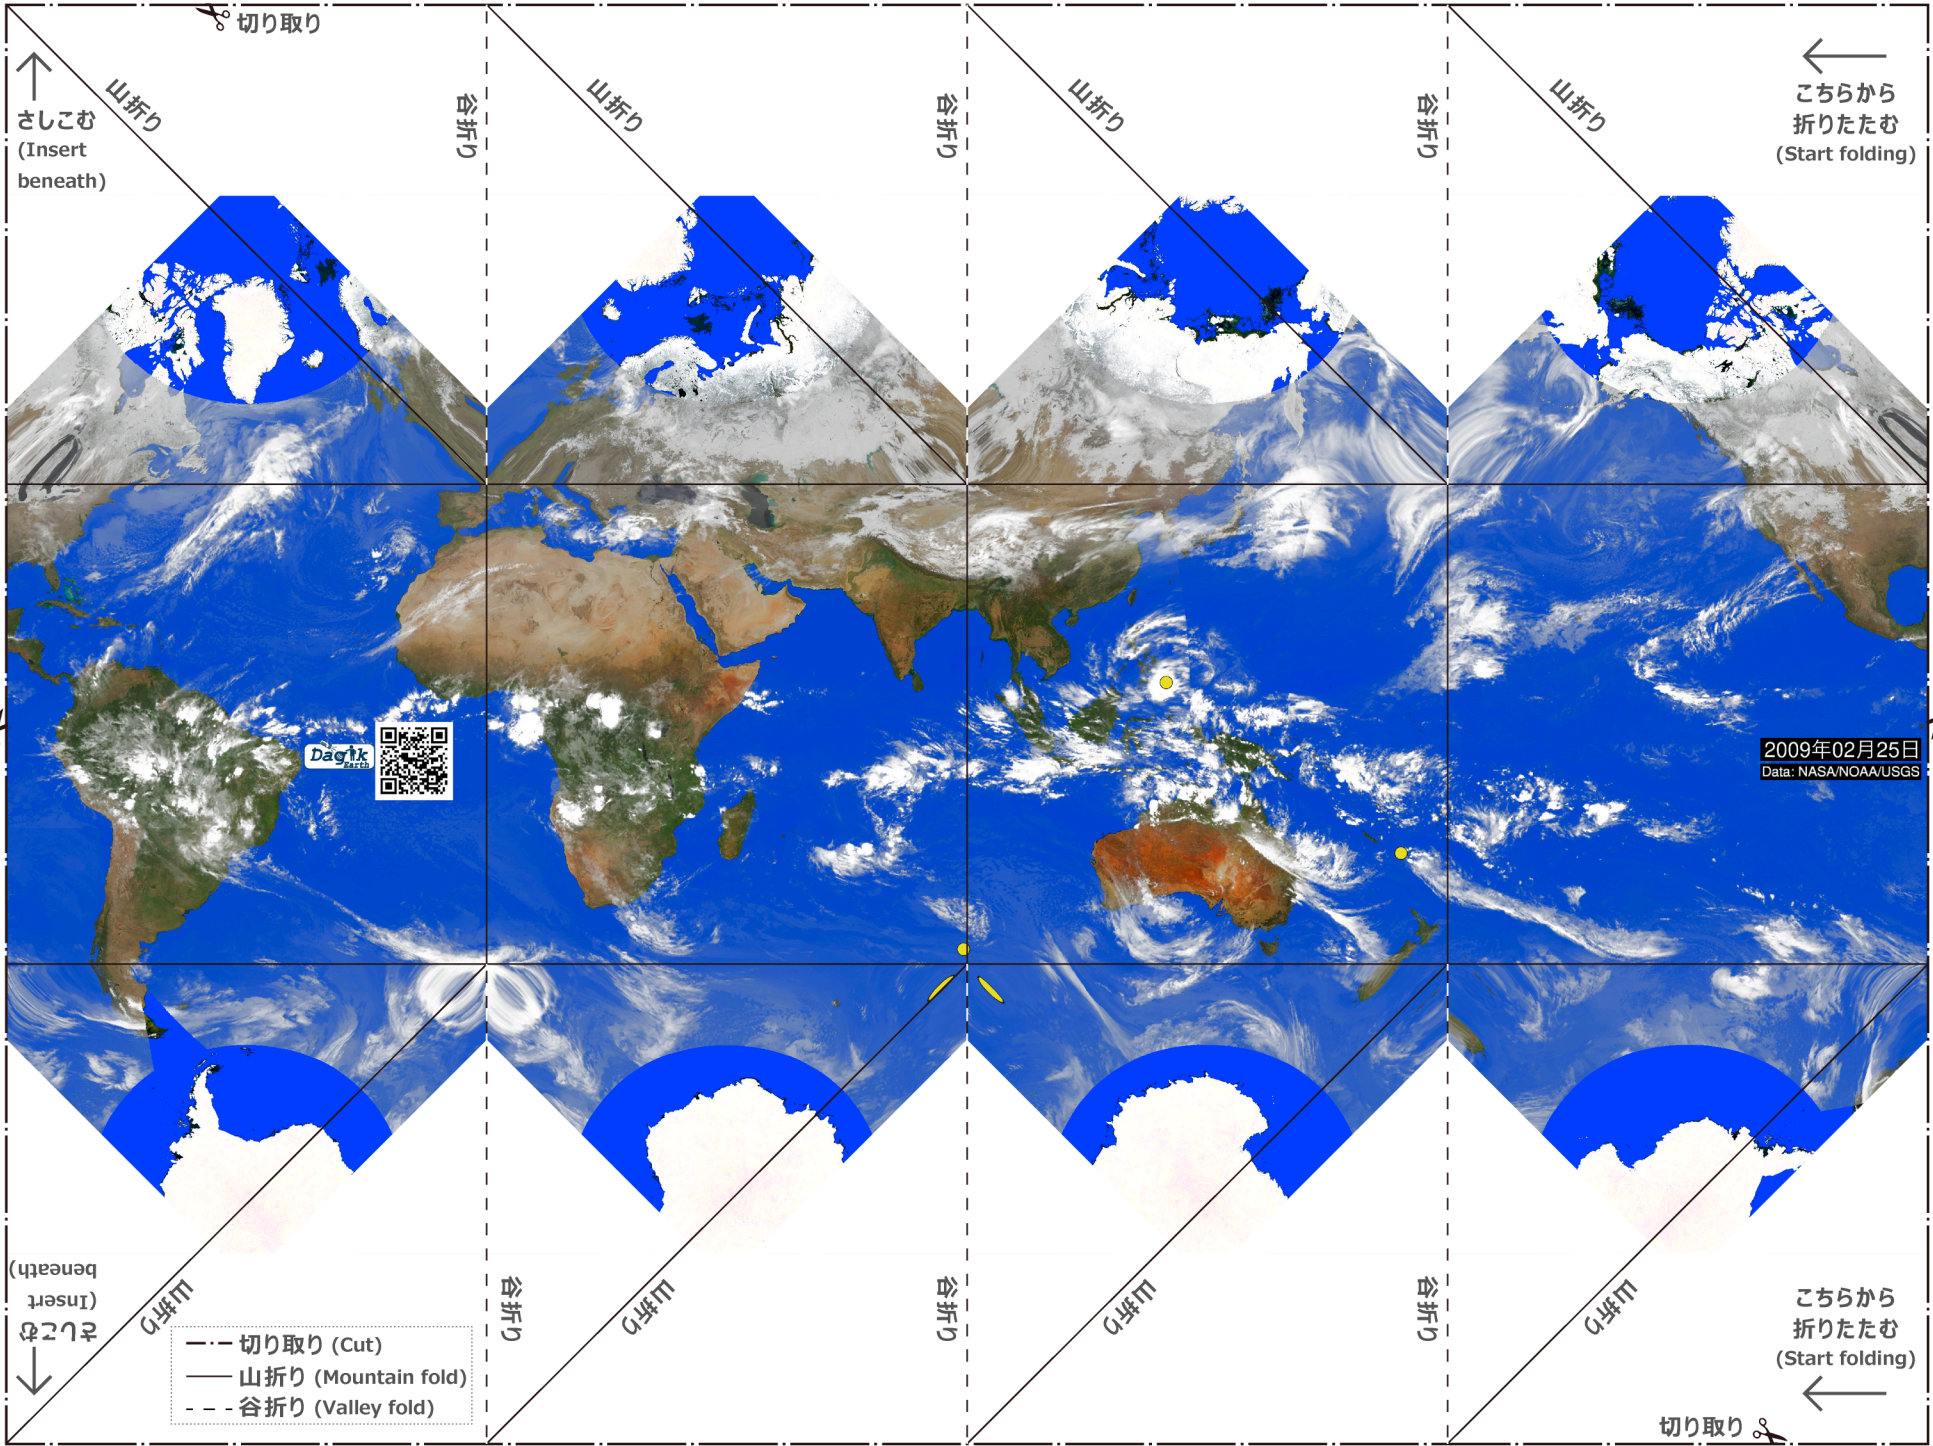 切り取り
山折り
谷折り
山折り
谷折り
山折り
谷折り
山折り
さしこむ
(Insert
beneath)
こちらから
折りたたむ
(Start folding)
Dagik
Earth
2009年02月25日
Data: NASA/NOAA/USGS
さしこむ
(Insert
beneath)
山折り
谷折り
山折り
谷折り
山折り
谷折り
山折り
こちらから
折りたたむ
(Start folding)
切り取り (Cut)
山折り (Mountain fold)
谷折り (Valley fold)
切り取り